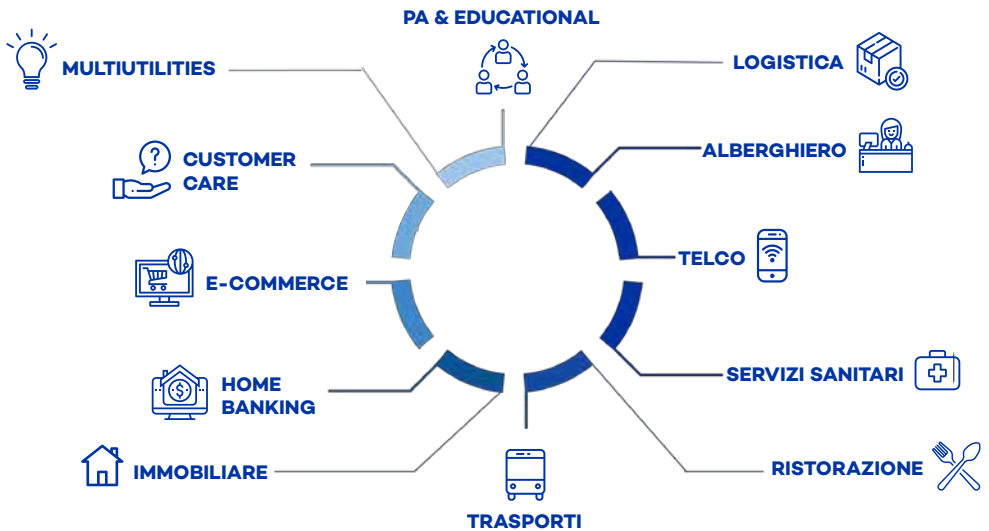 PA & EDUCATIONAL
MULTIUTILITIES
LOGISTICA
CUSTOMER
CARE
ALBERGHIERO
E-COMMERCE
TELCO
HOME
BANKING
SERVIZI SANITARI
IMMOBILIARE
RISTORAZIONE
TRASPORTI